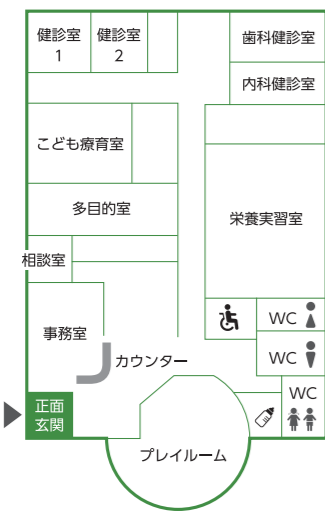 健診室
1
健診室
2
歯科健診室
内科健診室
こども療育室
多目的室
栄養実習室
相談室
事務室
カウンター
WC
WC
WC
正面
玄関
プレイルーム